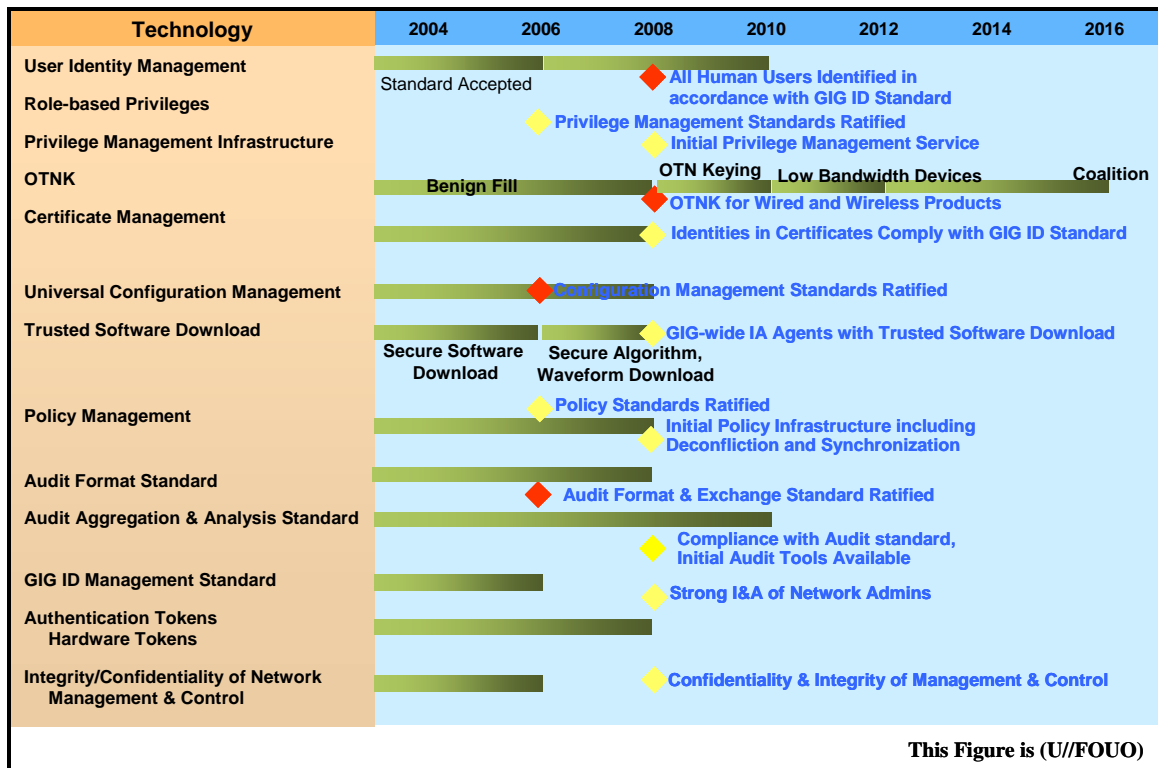 Technology 2004 2006 2008 2010 2012 2014 2016
User Identity Management
Standard Accepted
All Human Users Identified in
accordance with GIG ID Standard
Role-based Privileges
Privilege Management Standards Ratified
Privilege Management Infrastructure
Initial Privilege Management Service
OTNK
Benign Fill
OTN Keying
Low Bandwidth Devices
Coalition
OTNK for Wired and Wireless Products
Certificate Management
Identities in Certificates Comply with GIG ID Standard
Universal Configuration Management
Configuration Management Standards Ratified
Trusted Software Download
GIG-wide IA Agents with Trusted Software Download
Secure Software
Download
Secure Algorithm,
Waveform Download
Policy Management
Policy Standards Ratified
Initial Policy Infrastructure including
Deconfliction and Synchronization
Audit Format Standard
Audit Format & Exchange Standard Ratified
Audit Aggregation & Analysis Standard
Compliance with Audit standard,
Initial Audit Tools Available
GIG ID Management Standard
Strong I&A of Network Admins
Authentication Tokens
Hardware Tokens
Integrity/Confidentiality of Network
Management & Control
Confidentiality & Integrity of Management & Control
This Figure is (U//FOUO)